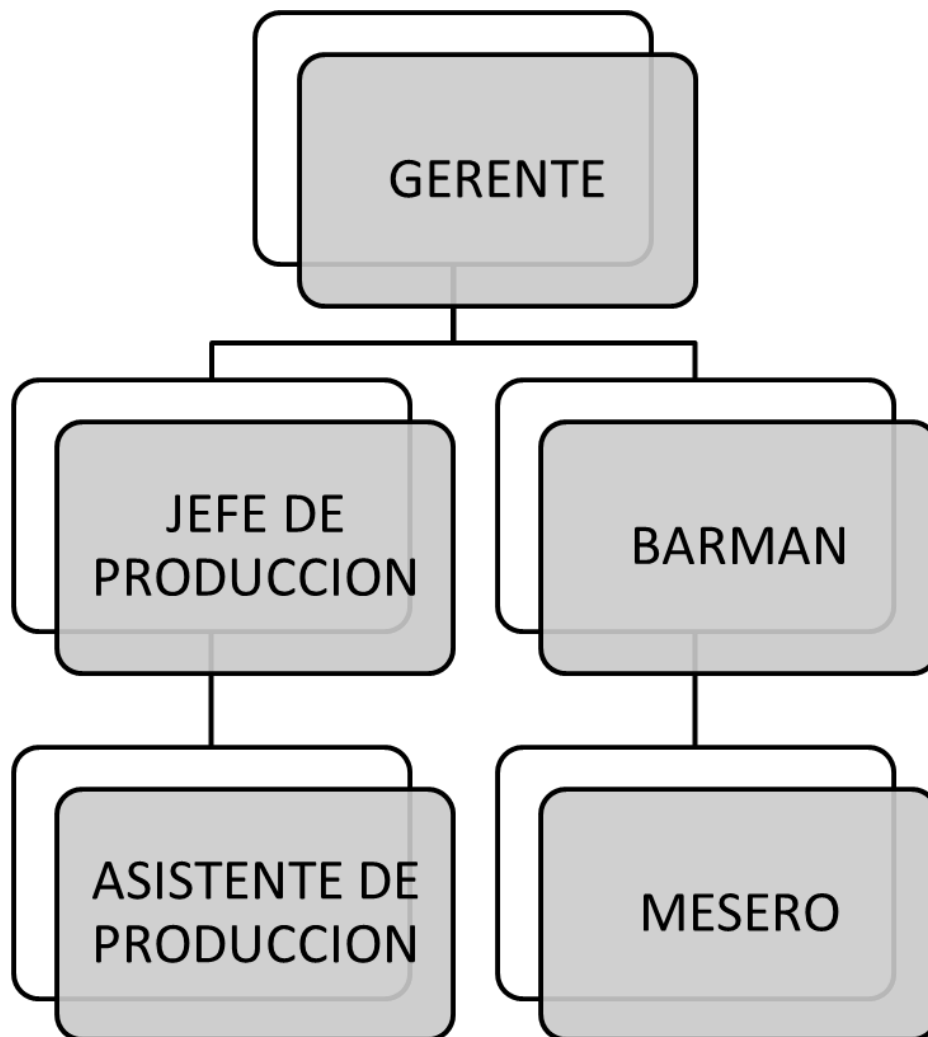 GERENTE
JEFE DE
PRODUCCION
BARMAN
ASISTENTE DE
PRODUCCION
MESERO